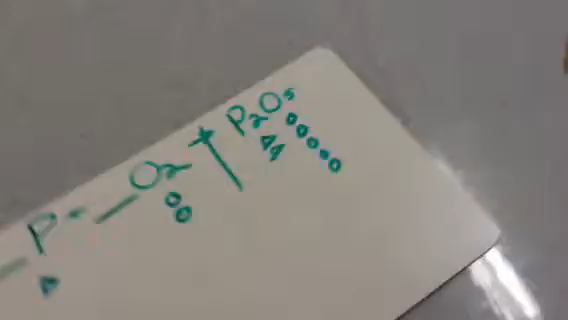 _ P + _ O₂ → P₂O₅